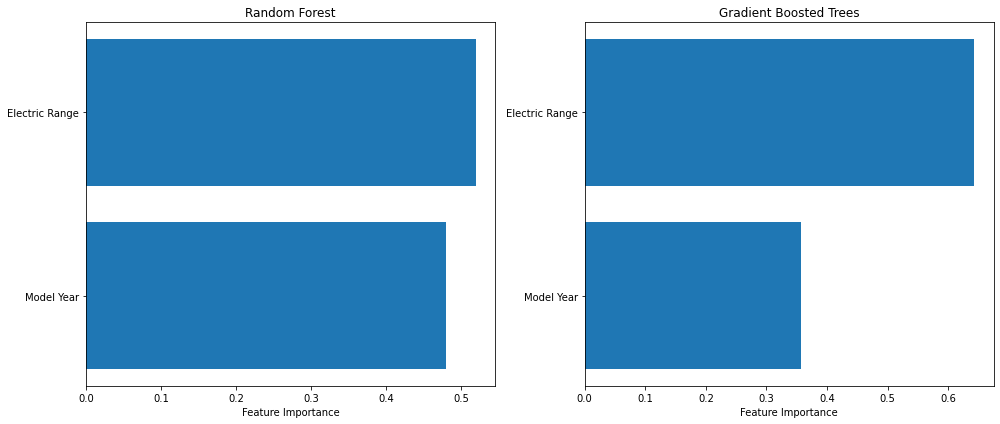 Random Forest
Electric Range
Model Year
0.0 0.1 0.2 0.3 0.4 0.5
Feature Importance
Gradient Boosted Trees
Electric Range
Model Year
0.0 0.1 0.2 0.3 0.4 0.5 0.6
Feature Importance